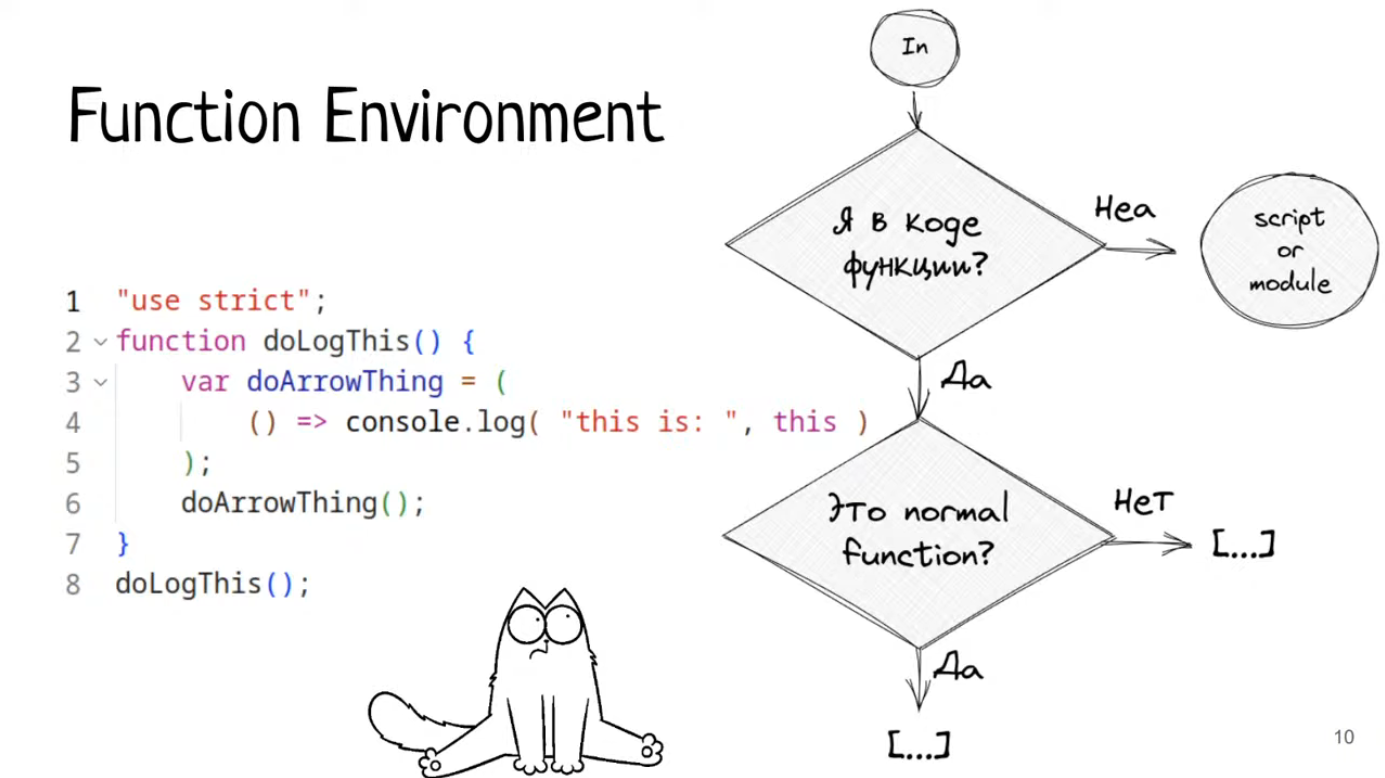 Function Environment
1 "use strict";
2 function doLogThis() {
3 var doArrowThing = (
4 () => console.log( "this is: ", this )
5 );
6 doArrowThing();
7 }
8 doLogThis();
In
Я в коде
функции?
Неа
script
or
module
Да
Это normal
function?
Нет
[...]
Да
[...]
10